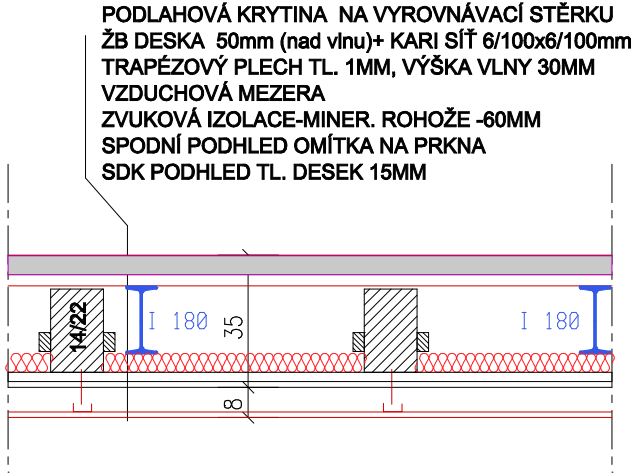 PODLAHOVÁ KRYTINA NA VYROVNÁVACÍ STĚRKU
ŽB DESKA 50mm (nad vlnu)+ KARI SÍŤ 6/100x6/100mm
TRAPÉZOVÝ PLECH TL. 1MM, VÝŠKA VLNY 30MM
VZDUCHOVÁ MEZERA
ZVUKOVÁ IZOLACE-MINER. ROHOŽE -60MM
SPODNÍ PODHLED OMÍTKA NA PRKNA
SDK PODHLED TL. DESEK 15MM
14/22
I 180
35
I 180
8